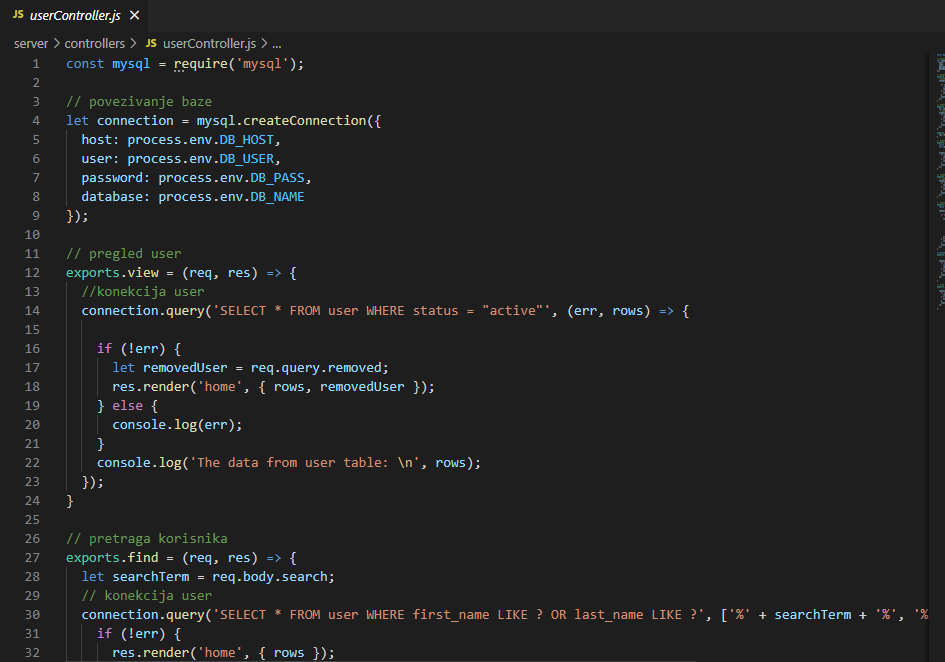 JS userController.js ×
server > controllers > JS userController.js > ...
1 const mysql = require('mysql');
2
3 // povezivanje baze
4 let connection = mysql.createConnection({
5   host: process.env.DB_HOST,
6   user: process.env.DB_USER,
7   password: process.env.DB_PASS,
8   database: process.env.DB_NAME
9 });
10
11 // pregled user
12 exports.view = (req, res) => {
13   //konekcija user
14   connection.query('SELECT * FROM user WHERE status = "active"', (err, rows) => {
15
16     if (!err) {
17       let removedUser = req.query.removed;
18       res.render('home', { rows, removedUser });
19     } else {
20       console.log(err);
21     }
22     console.log('The data from user table: \n', rows);
23   });
24 }
25
26 // pretraga korisnika
27 exports.find = (req, res) => {
28   let searchTerm = req.body.search;
29   // konekcija user
30   connection.query('SELECT * FROM user WHERE first_name LIKE ? OR last_name LIKE ?', ['%' + searchTerm + '%', '%
31     if (!err) {
32       res.render('home', { rows });